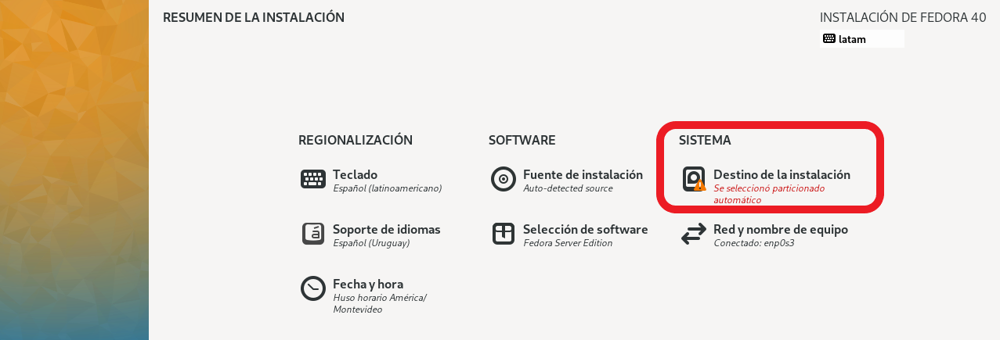 RESUMEN DE LA INSTALACIÓN
INSTALACIÓN DE FEDORA 40
latam
REGIONALIZACIÓN
Teclado
Español (latinoamericano)
Soporte de idiomas
Español (Uruguay)
Fecha y hora
Huso horario América/
Montevideo
SOFTWARE
Fuente de instalación
Auto-detected source
Selección de software
Fedora Server Edition
SISTEMA
Destino de la instalación
Se seleccionó particionado
automático
Red y nombre de equipo
Conectado: enp0s3